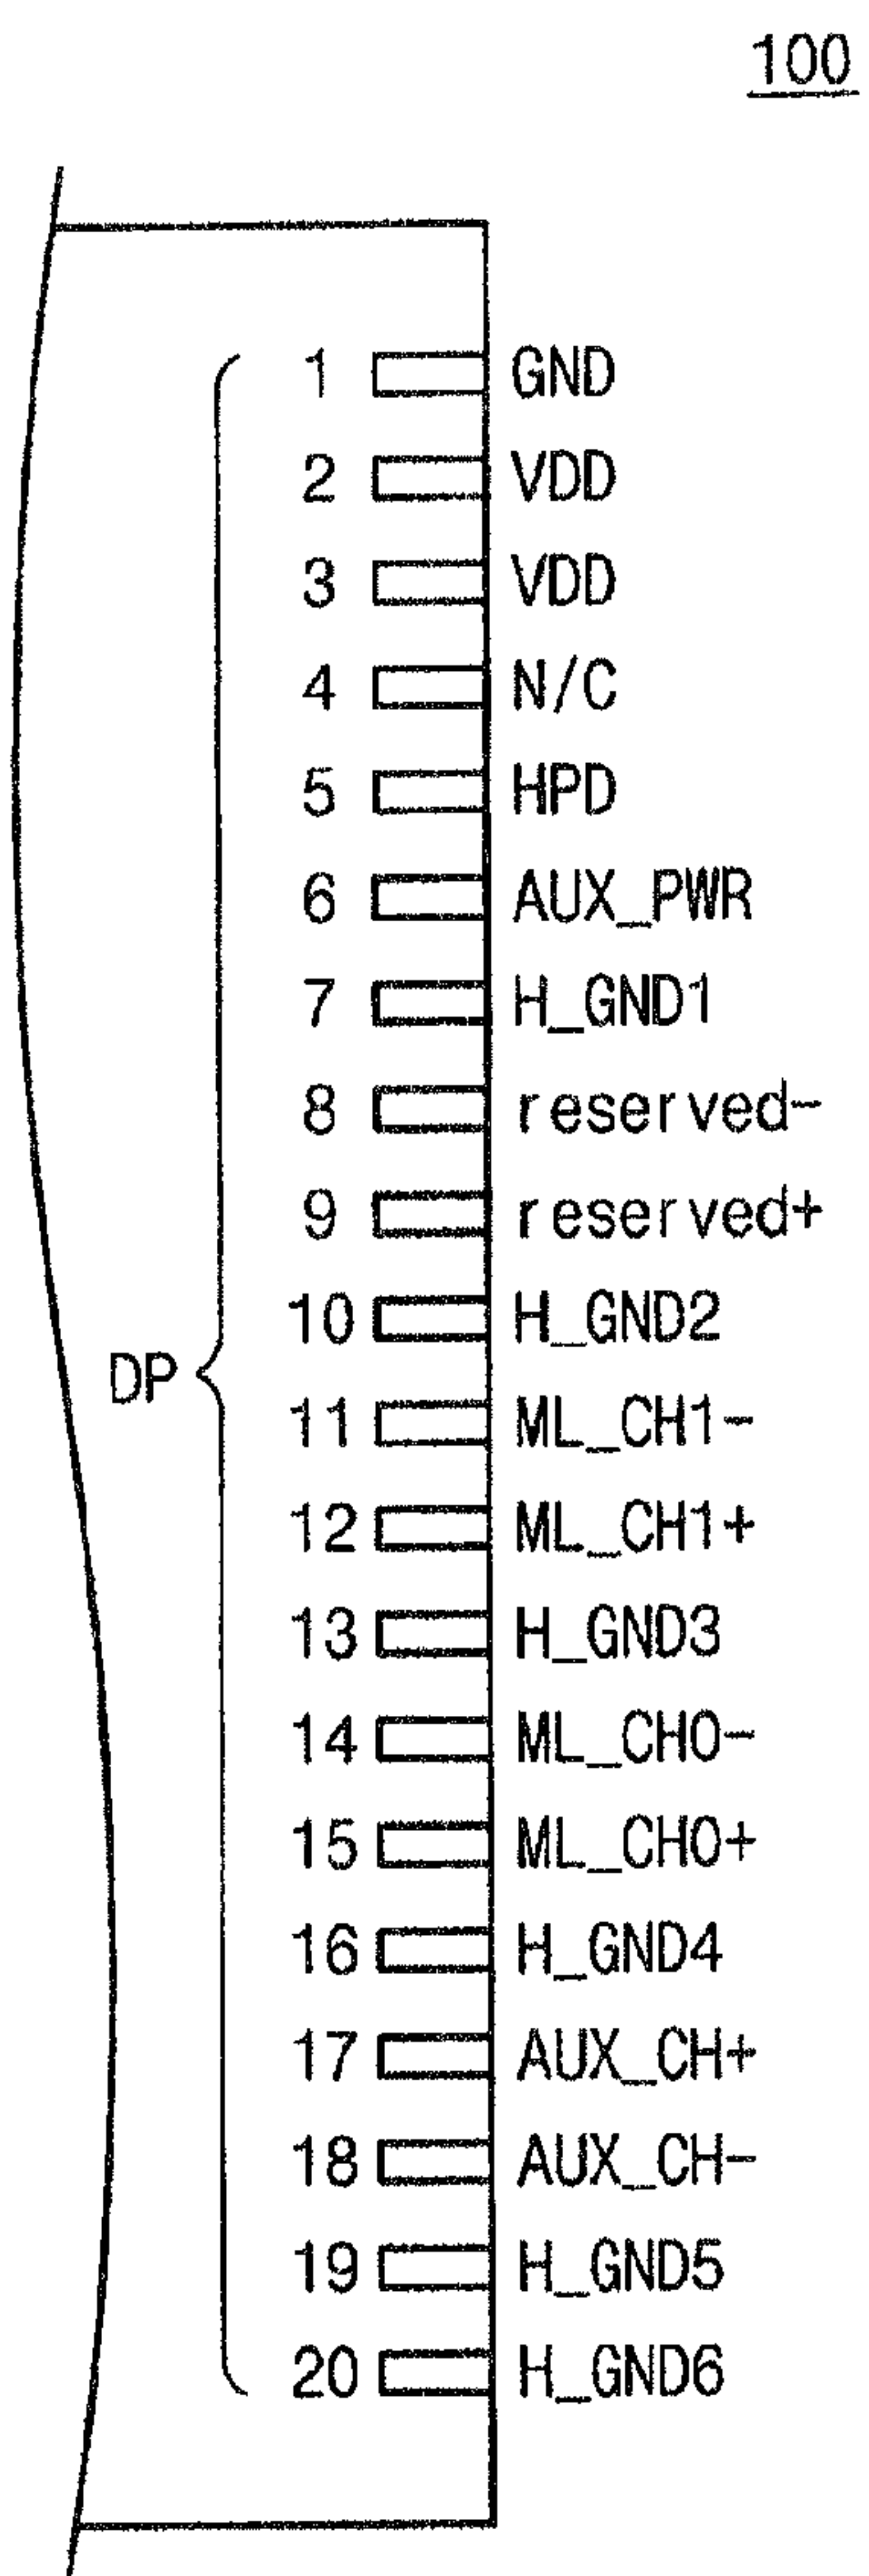 100
1 GND
2 VDD
3 VDD
4 N/C
5 HPD
6 AUX_PWR
7 H_GND1
8 reserved-
9 reserved+
10 H_GND2
DP
11 ML_CH1-
12 ML_CH1+
13 H_GND3
14 ML_CH0-
15 ML_CH0+
16 H_GND4
17 AUX_CH+
18 AUX_CH-
19 H_GND5
20 H_GND6